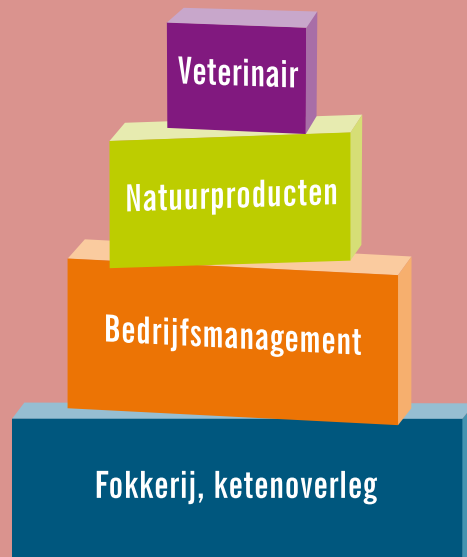 Veterinair
Natuurproducten
Bedrijfsmanagement
Fokkerij, ketenoverleg